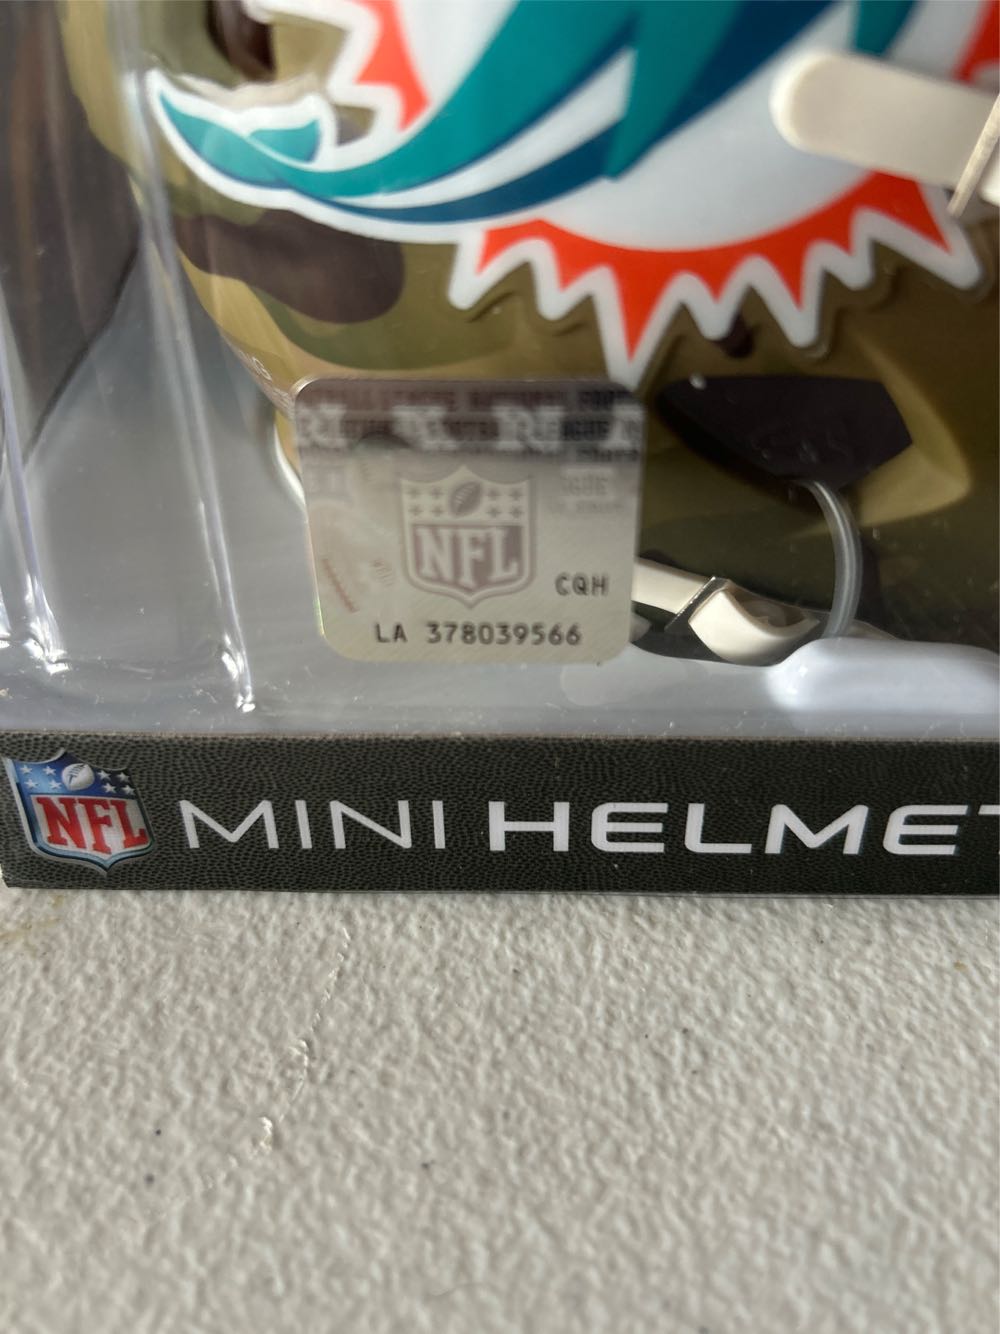 NFL
CQH
LA 378039566
NFL MINI HELMET